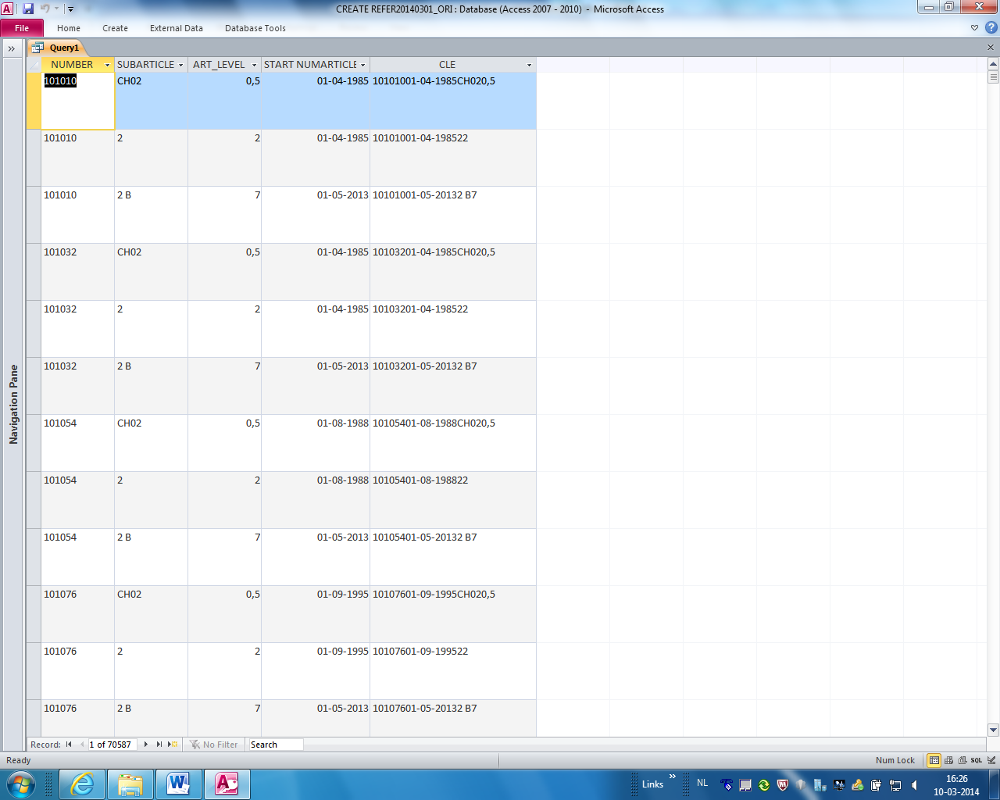 CREATE REFER20140301_ORI : Database (Access 2007 - 2010) - Microsoft Access
File Home Create External Data Database Tools
Query1
NUMBER SUBARTICLE ART_LEVEL START NUMARTICLE CLE
101010 CH02 0,5 01-04-1985 10101001-04-1985CH020,5
101010 2 2 01-04-1985 10101001-04-198522
101010 2 B 7 01-05-2013 10101001-05-20132 B7
101032 CH02 0,5 01-04-1985 10103201-04-1985CH020,5
101032 2 2 01-04-1985 10103201-04-198522
101032 2 B 7 01-05-2013 10103201-05-20132 B7
101054 CH02 0,5 01-08-1988 10105401-08-1988CH020,5
101054 2 2 01-08-1988 10105401-08-198822
101054 2 B 7 01-05-2013 10105401-05-20132 B7
101076 CH02 0,5 01-09-1995 10107601-09-1995CH020,5
101076 2 2 01-09-1995 10107601-09-199522
101076 2 B 7 01-05-2013 10107601-05-20132 B7
Navigation Pane
Record: 1 of 70587 No Filter Search
Ready Num Lock SQL
Links NL 16:26
10-03-2014